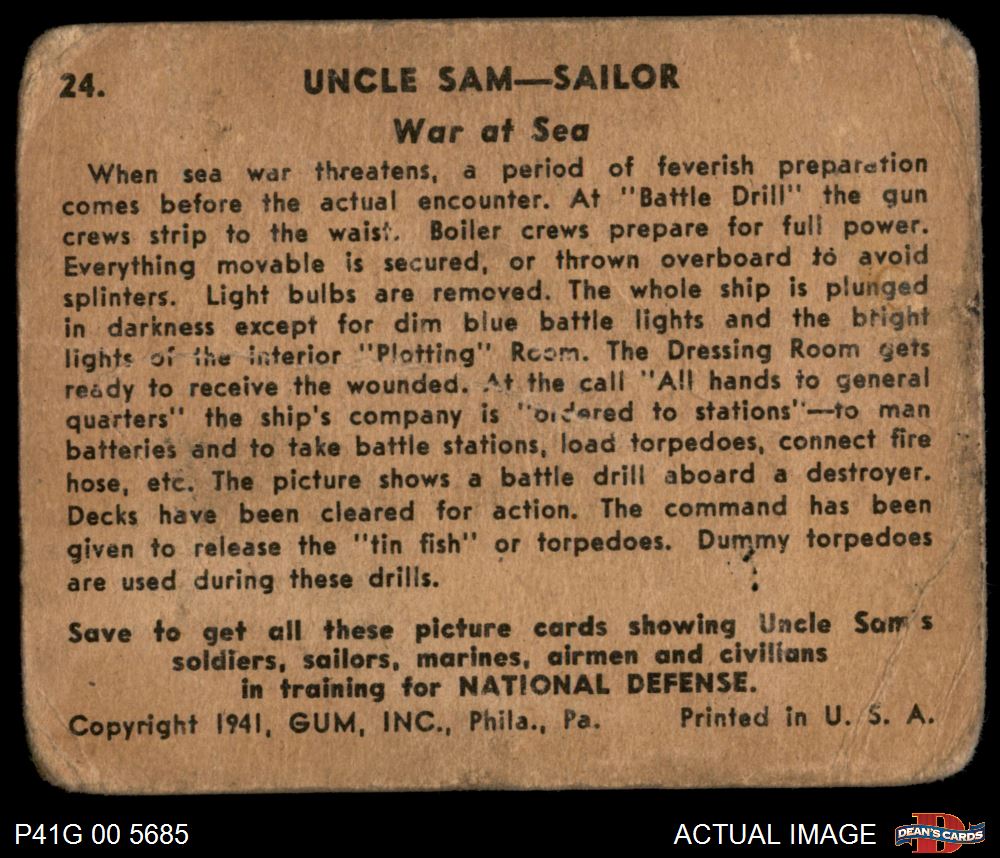 24.
UNCLE SAM—SAILOR
War at Sea
When sea war threatens, a period of feverish preparation
comes before the actual encounter. At "Battle Drill" the gun
crews strip to the waist. Boiler crews prepare for full power.
Everything movable is secured, or thrown overboard to avoid
splinters. Light bulbs are removed. The whole ship is plunged
in darkness except for dim blue battle lights and the bright
lights of the interior "Plotting" Room. The Dressing Room gets
ready to receive the wounded. At the call "All hands to general
quarters" the ship's company is "ordered to stations"—to man
batteries and to take battle stations, load torpedoes, connect fire
hose, etc. The picture shows a battle drill aboard a destroyer.
Decks have been cleared for action. The command has been
given to release the "tin fish" or torpedoes. Dummy torpedoes
are used during these drills.
Save to get all these picture cards showing Uncle Sam's
soldiers, sailors, marines, airmen and civilians
in training for NATIONAL DEFENSE.
Copyright 1941, GUM, INC., Phila., Pa. Printed in U. S. A.
P41G 00 5685
ACTUAL IMAGE
DEAN'S CARDS